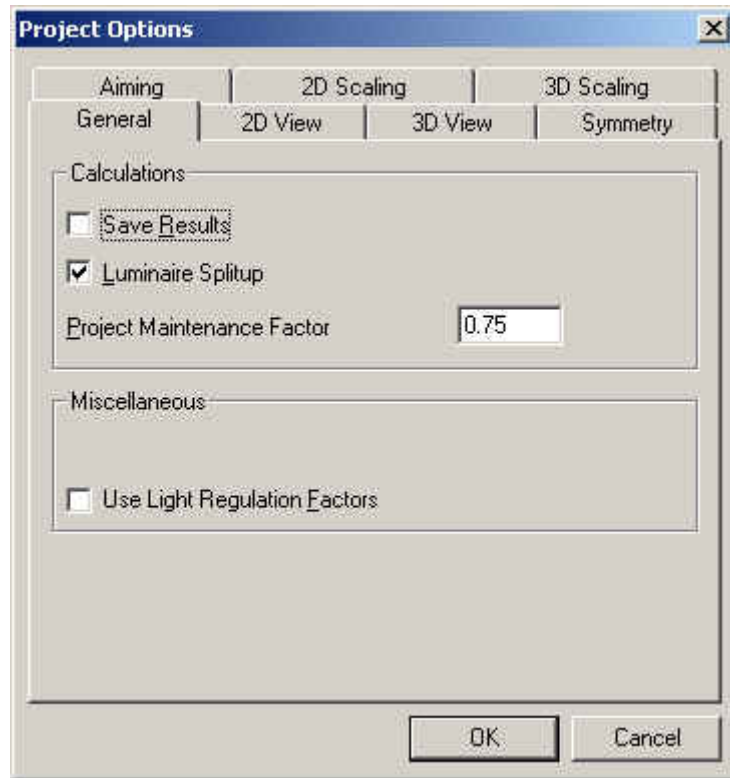 Project Options
Aiming 2D Scaling 3D Scaling
General 2D View 3D View Symmetry
Calculations
Save Results
Luminaire Splitup
Project Maintenance Factor 0.75
Miscellaneous
Use Light Regulation Factors
OK Cancel